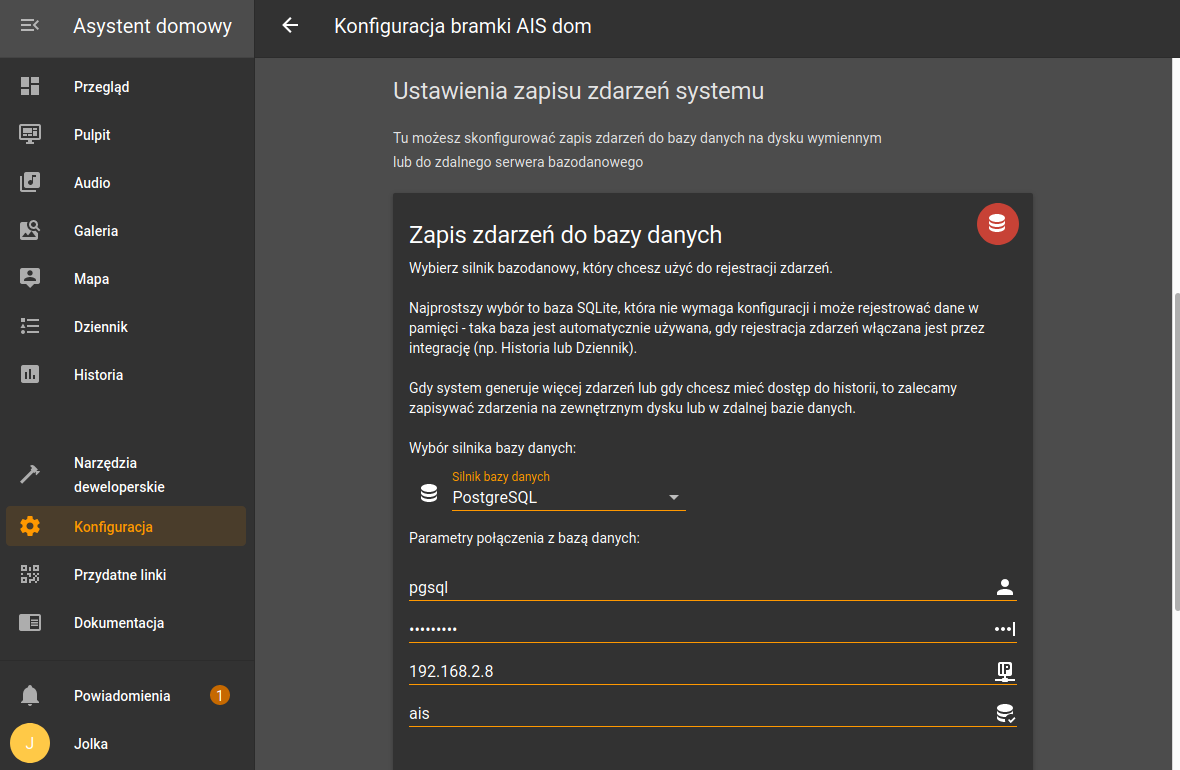 Asystent domowy
Konfiguracja bramki AIS dom
Przegląd
Pulpit
Audio
Galeria
Mapa
Dziennik
Historia
Narzędzia
deweloperskie
Konfiguracja
Przydatne linki
Dokumentacja
Powiadomienia
1
J
Jolka
Ustawienia zapisu zdarzeń systemu
Tu możesz skonfigurować zapis zdarzeń do bazy danych na dysku wymiennym
lub do zdalnego serwera bazodanowego
Zapis zdarzeń do bazy danych
Wybierz silnik bazodanowy, który chcesz użyć do rejestracji zdarzeń.
Najprostszy wybór to baza SQLite, która nie wymaga konfiguracji i może rejestrować dane w
pamięci - taka baza jest automatycznie używana, gdy rejestracja zdarzeń włączana jest przez
integrację (np. Historia lub Dziennik).
Gdy system generuje więcej zdarzeń lub gdy chcesz mieć dostęp do historii, to zalecamy
zapisywać zdarzenia na zewnętrznym dysku lub w zdalnej bazie danych.
Wybór silnika bazy danych:
Silnik bazy danych
PostgreSQL
Parametry połączenia z bazą danych:
pgsql
•••••••••
192.168.2.8
ais